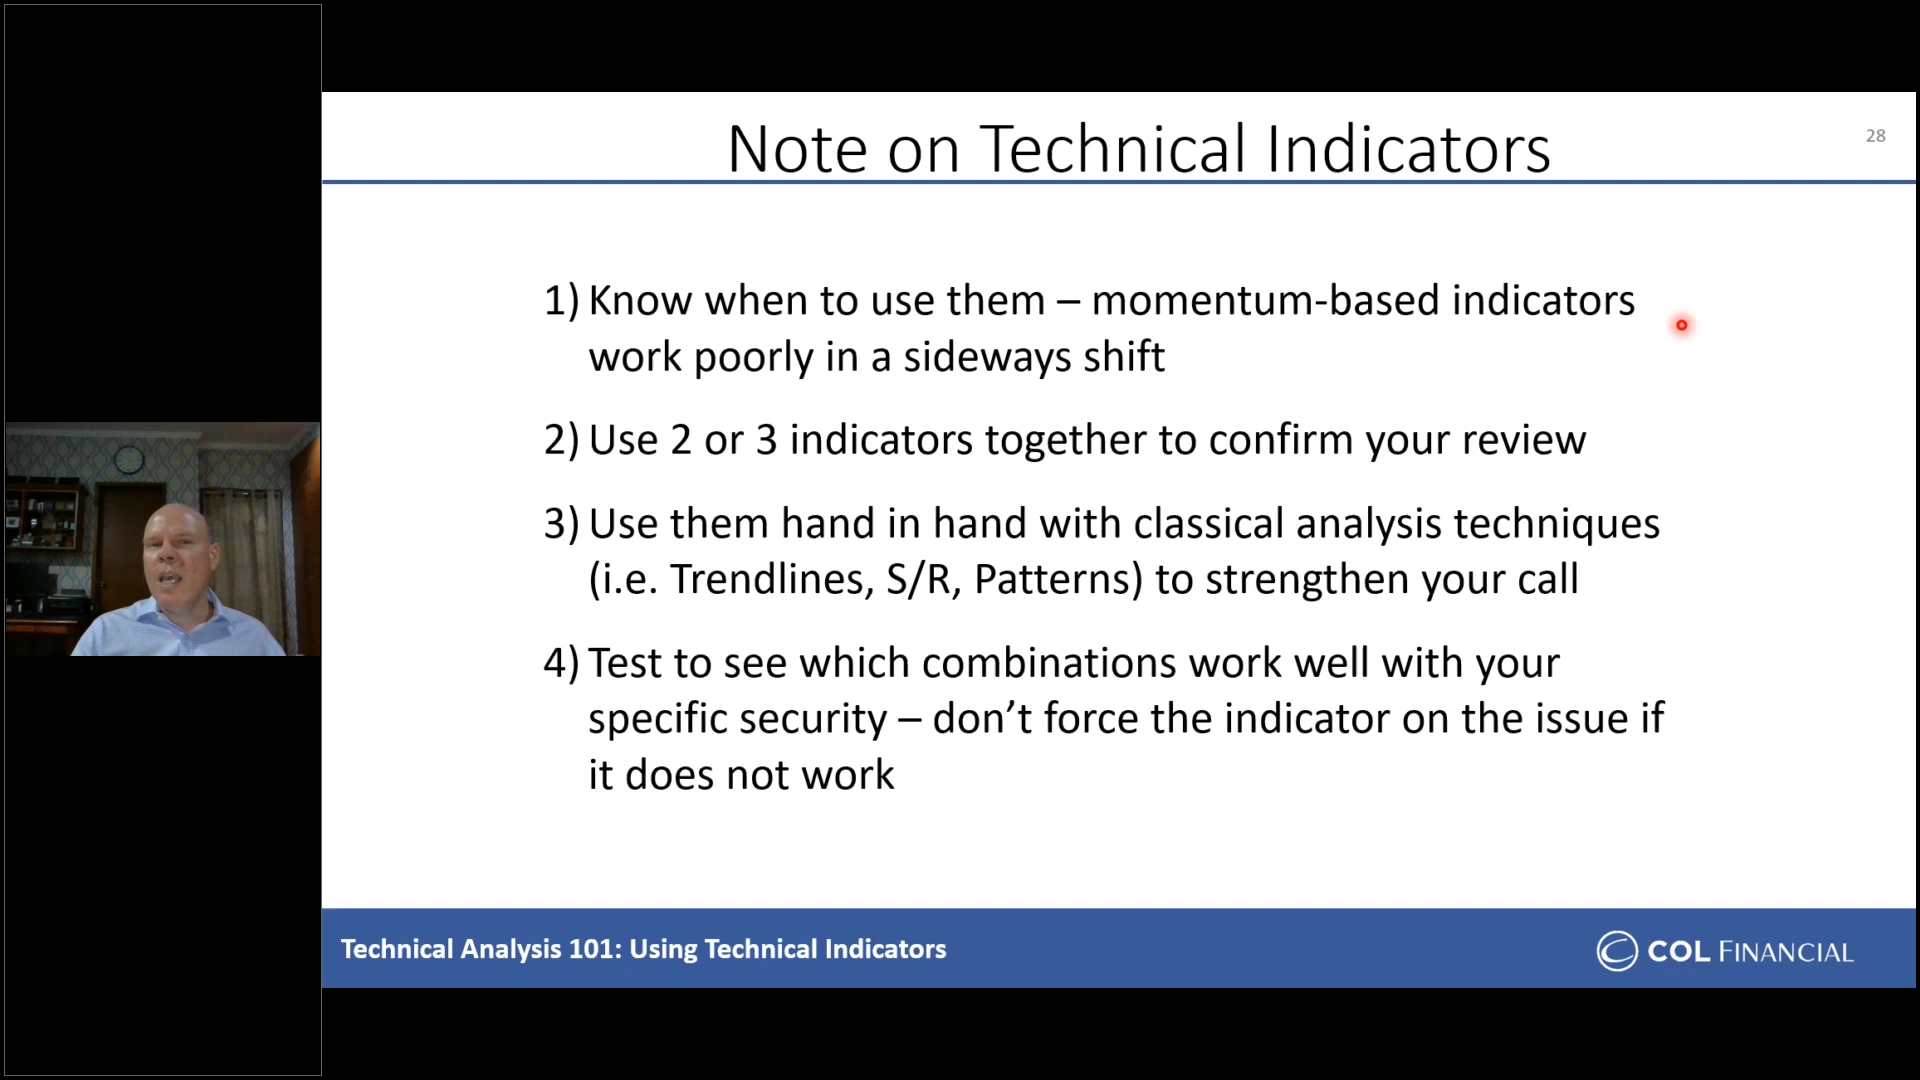 Note on Technical Indicators
28
1) Know when to use them – momentum-based indicators
work poorly in a sideways shift
2) Use 2 or 3 indicators together to confirm your review
3) Use them hand in hand with classical analysis techniques
(i.e. Trendlines, S/R, Patterns) to strengthen your call
4) Test to see which combinations work well with your
specific security – don’t force the indicator on the issue if
it does not work
Technical Analysis 101: Using Technical Indicators
COL FINANCIAL